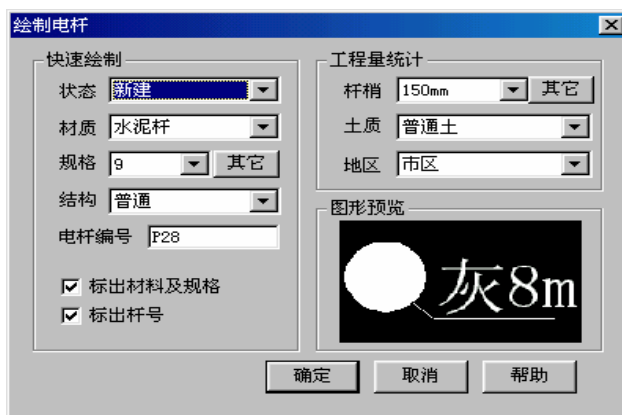 绘制电杆
快速绘制
状态 新建
材质 水泥杆
规格 9 其它
结构 普通
电杆编号 P28
标出材料及规格
标出杆号
工程量统计
杆梢 150mm 其它
土质 普通土
地区 市区
图形预览
灰8m
确定 取消 帮助